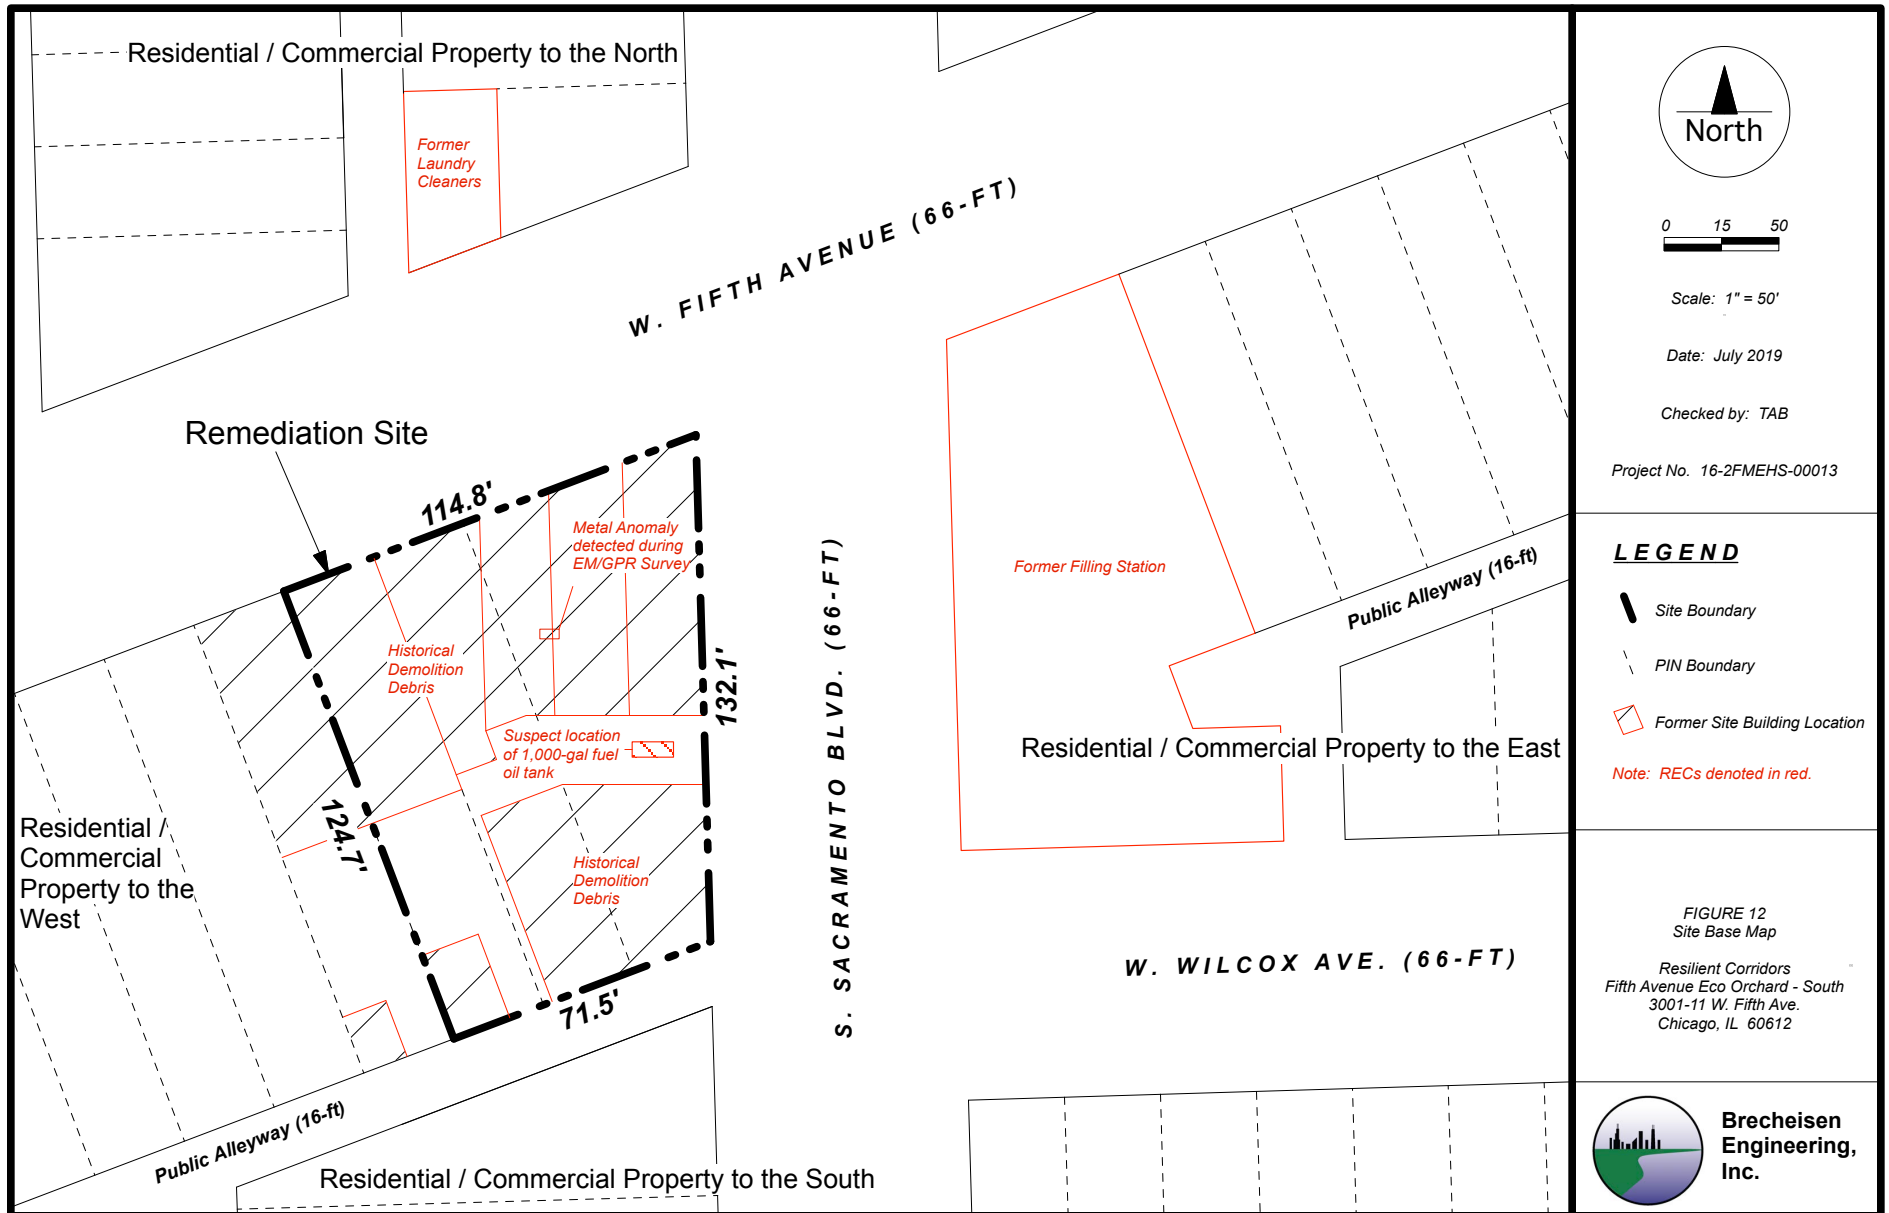 Residential / Commercial Property to the North
Former
Laundry
Cleaners
W. FIFTH AVENUE (66-FT)
Remediation Site
114.8'
Metal Anomaly
detected during
EM/GPR Survey
Historical
Demolition
Debris
132.1'
Suspect location
of 1,000-gal fuel
oil tank
124.7'
Historical
Demolition
Debris
71.5'
Residential /
Commercial
Property to the
West
Public Alleyway (16-ft)
Residential / Commercial Property to the South
S. SACRAMENTO BLVD. (66-FT)
Former Filling Station
Public Alleyway (16-ft)
Residential / Commercial Property to the East
W. WILCOX AVE. (66-FT)
North
0 15 50
Scale: 1" = 50'
Date: July 2019
Checked by: TAB
Project No. 16-2FMEHS-00013
LEGEND
Site Boundary
PIN Boundary
Former Site Building Location
Note: RECs denoted in red.
FIGURE 12
Site Base Map
Resilient Corridors
Fifth Avenue Eco Orchard - South
3001-11 W. Fifth Ave.
Chicago, IL 60612
Brecheisen
Engineering,
Inc.